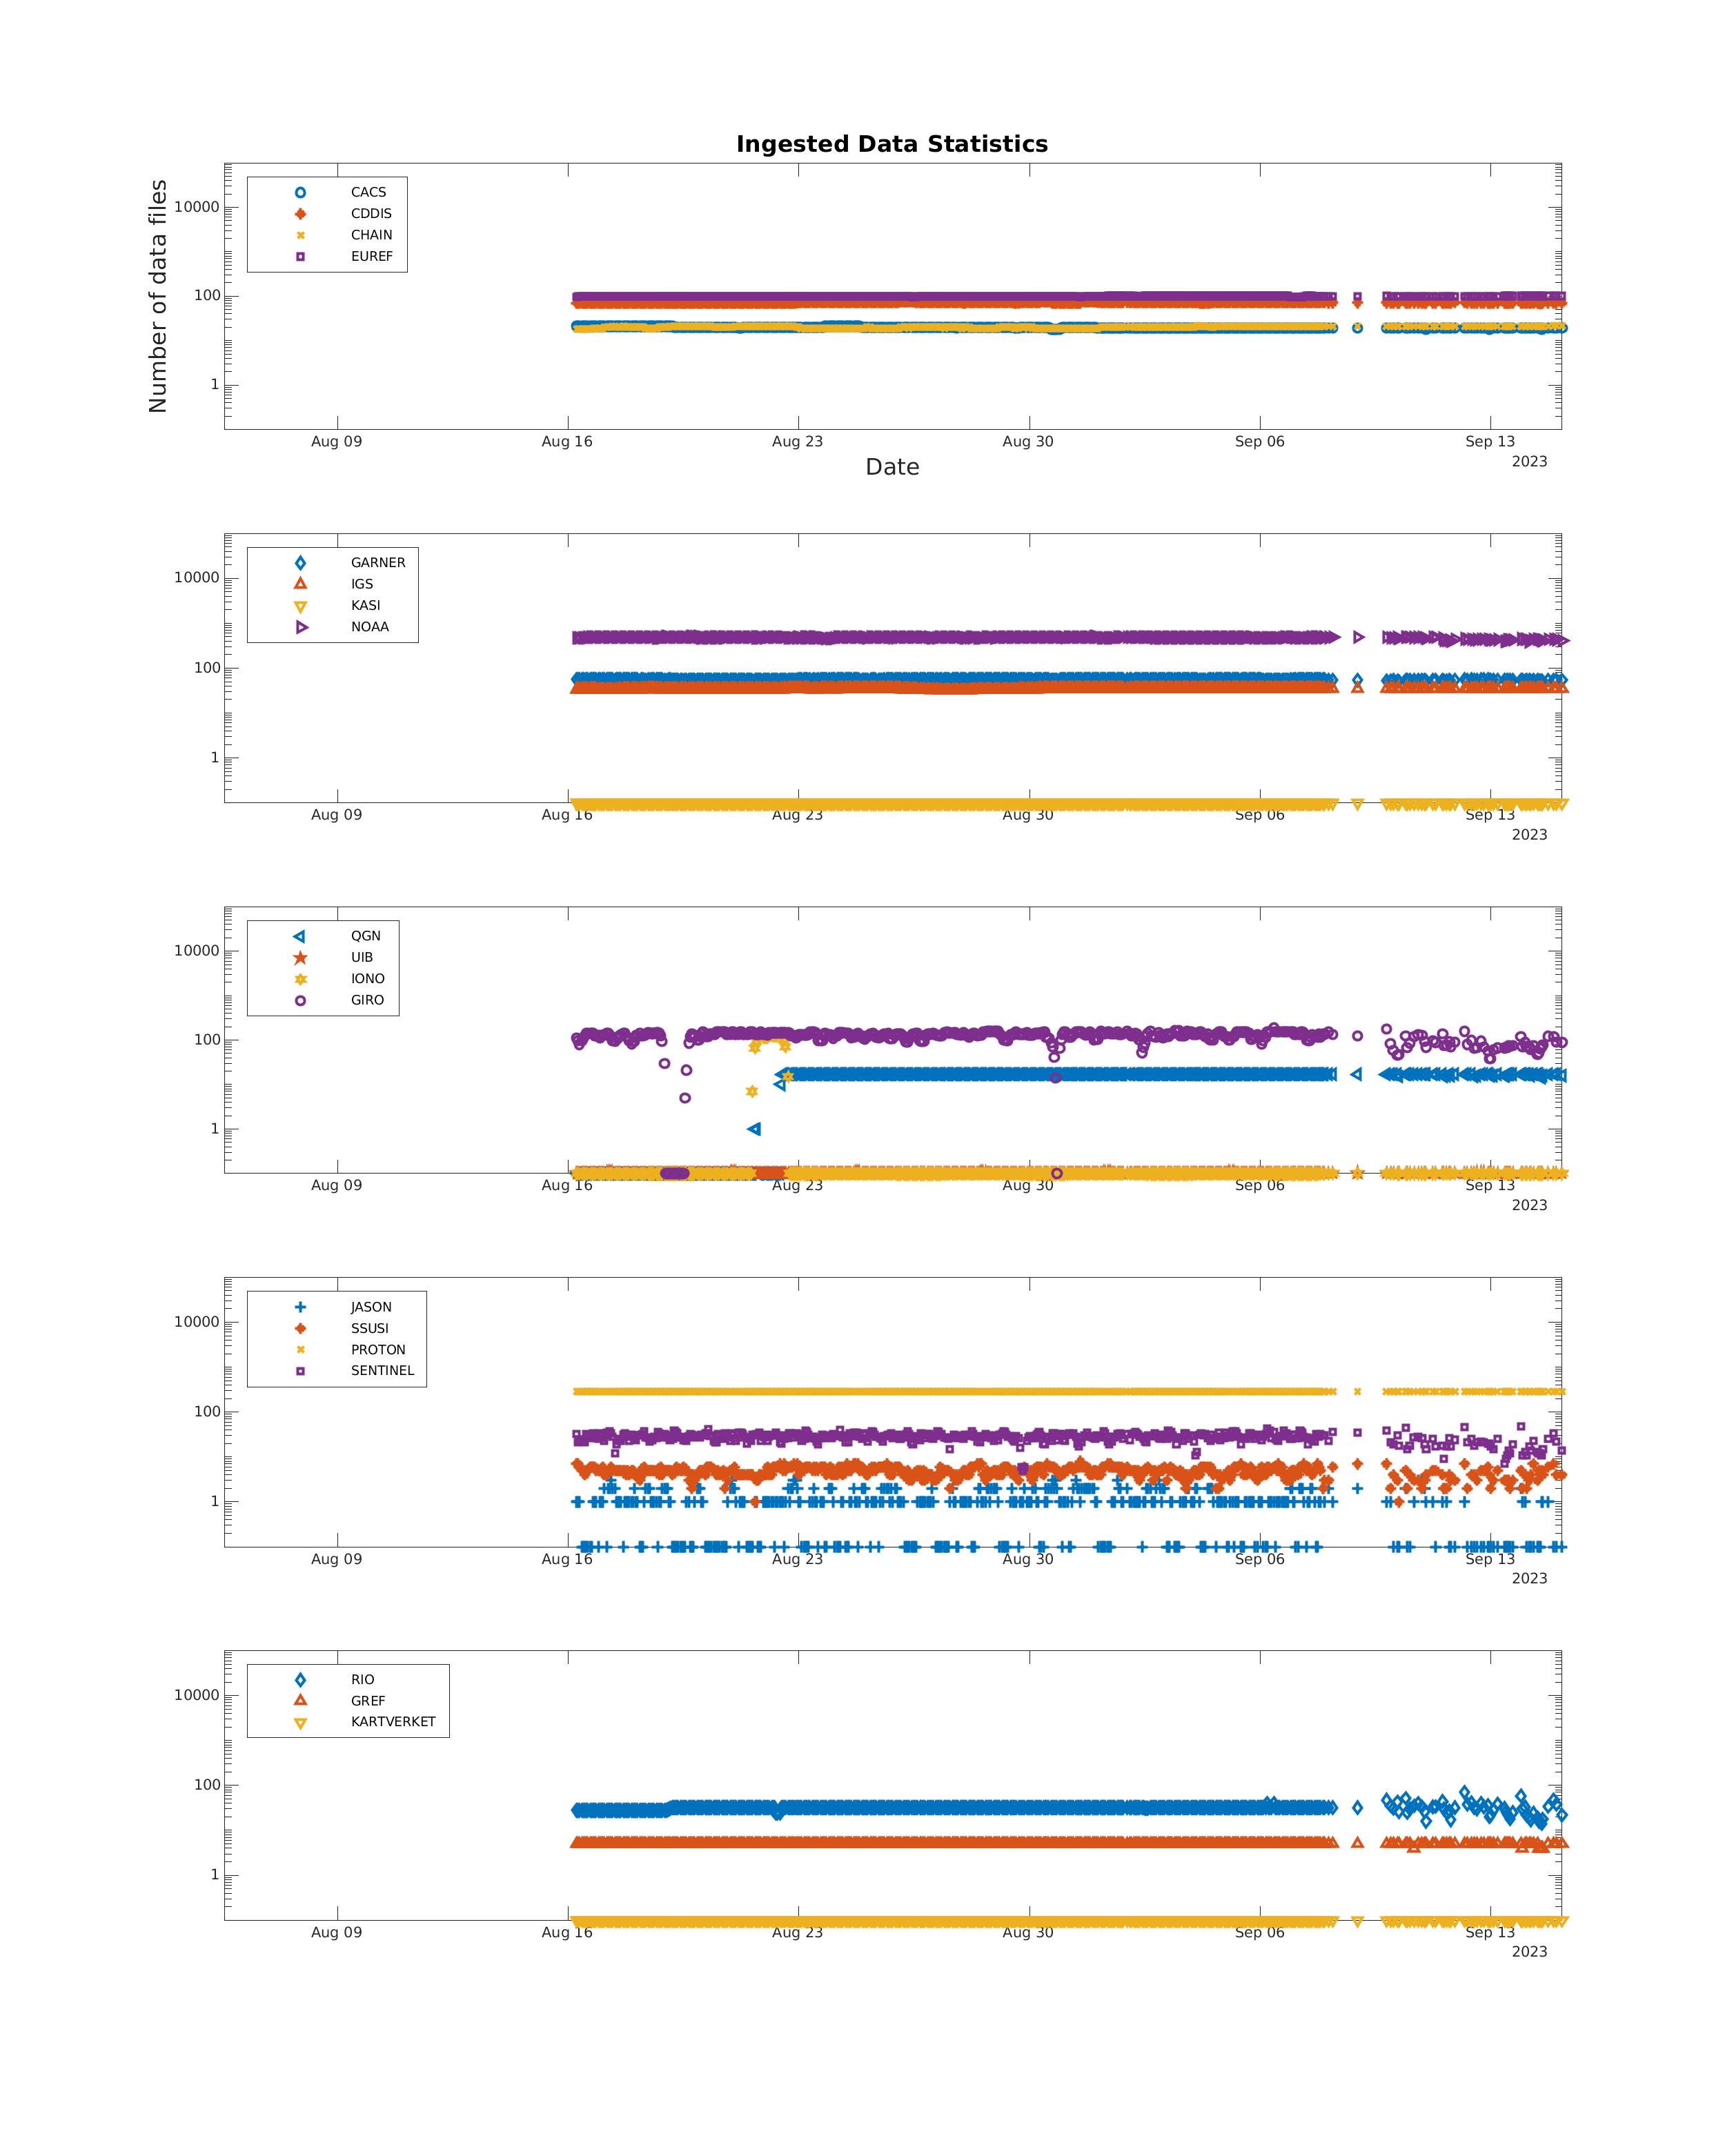 Ingested Data Statistics
Number of data files
10000
100
1
CACS
CDDIS
CHAIN
EUREF
Aug 09 Aug 16 Aug 23 Aug 30 Sep 06 Sep 13
2023
Date
10000
100
1
GARNER
IGS
KASI
NOAA
Aug 09 Aug 16 Aug 23 Aug 30 Sep 06 Sep 13
2023
10000
100
1
QGN
UIB
IONO
GIRO
Aug 09 Aug 16 Aug 23 Aug 30 Sep 06 Sep 13
2023
10000
100
1
JASON
SSUSI
PROTON
SENTINEL
Aug 09 Aug 16 Aug 23 Aug 30 Sep 06 Sep 13
2023
10000
100
1
RIO
GREF
KARTVERKET
Aug 09 Aug 16 Aug 23 Aug 30 Sep 06 Sep 13
2023